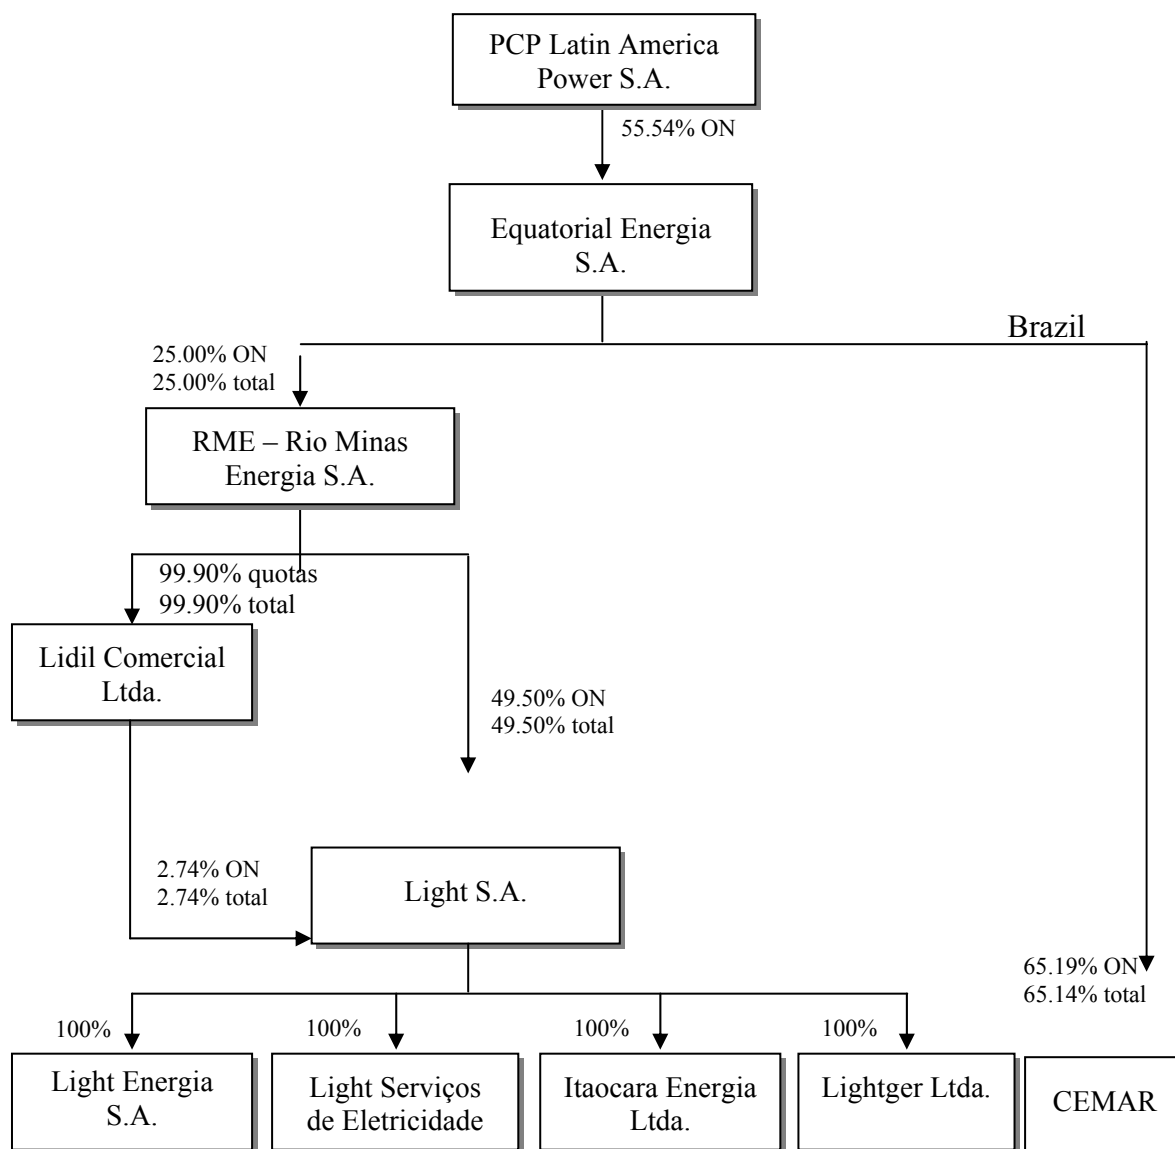 PCP Latin America
Power S.A.
55.54% ON
Equatorial Energia
S.A.
Brazil
25.00% ON
25.00% total
RME – Rio Minas
Energia S.A.
99.90% quotas
99.90% total
Lidil Comercial
Ltda.
49.50% ON
49.50% total
2.74% ON
2.74% total
Light S.A.
65.19% ON
65.14% total
100%
100%
100%
100%
Light Energia
S.A.
Light Serviços
de Eletricidade
Itaocara Energia
Ltda.
Lightger Ltda.
CEMAR